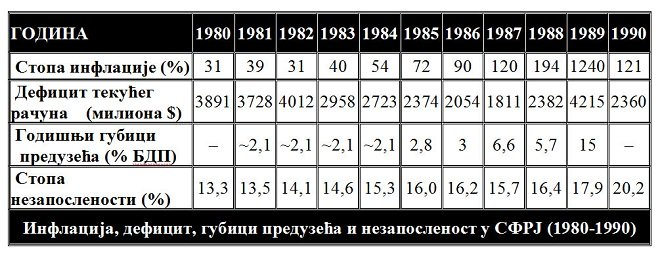 ГОДИНА 1980 1981 1982 1983 1984 1985 1986 1987 1988 1989 1990
Стопа инфлације (%) 31 39 31 40 54 72 90 120 194 1240 121
Дефицит текућег
рачуна (милиона $) 3891 3728 4012 2958 2723 2374 2054 1811 2382 4215 2360
Годишњи губици
предузећа (% БДП) – ~2,1 ~2,1 ~2,1 ~2,1 2,8 3 6,6 5,7 15 –
Стопа
незапослености (%) 13,3 13,5 14,1 14,6 15,3 16,0 16,2 15,7 16,4 17,9 20,2
Инфлација, дефицит, губици предузећа и незапосленост у СФРЈ (1980-1990)